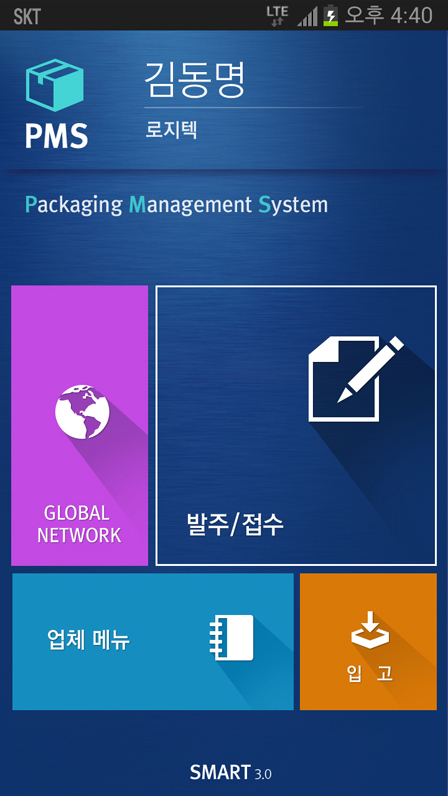 SKT LTE 오후 4:40
김동명
PMS
로지텍
Packaging Management System
GLOBAL
NETWORK
발주/접수
업체 메뉴
입 고
SMART 3.0